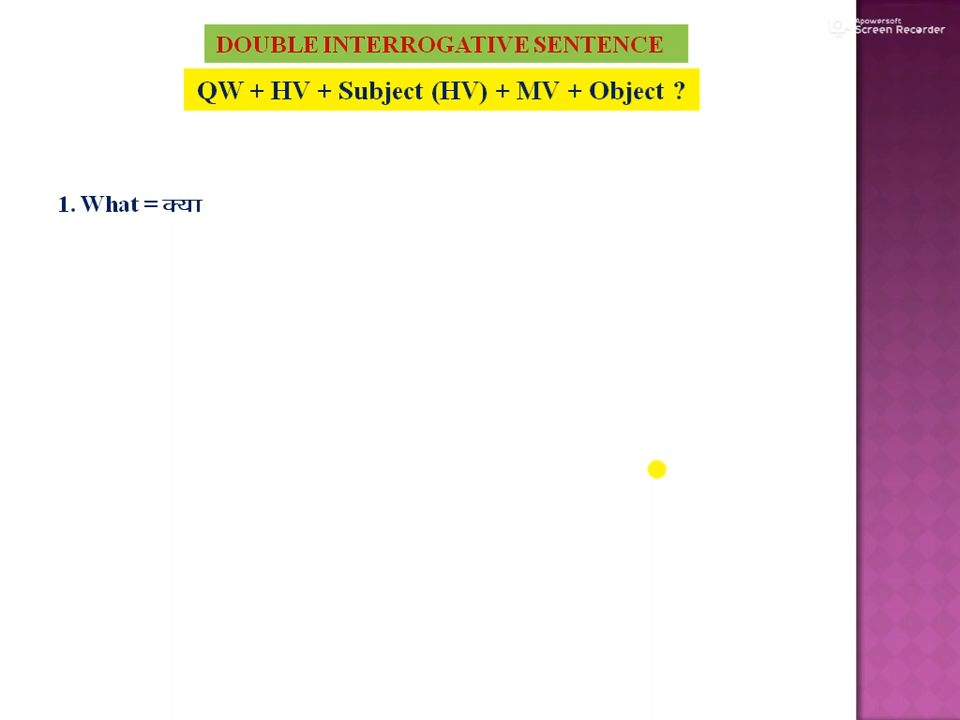 Apowersoft
Screen Recorder
DOUBLE INTERROGATIVE SENTENCE
QW + HV + Subject (HV) + MV + Object ?
1. What = क्या